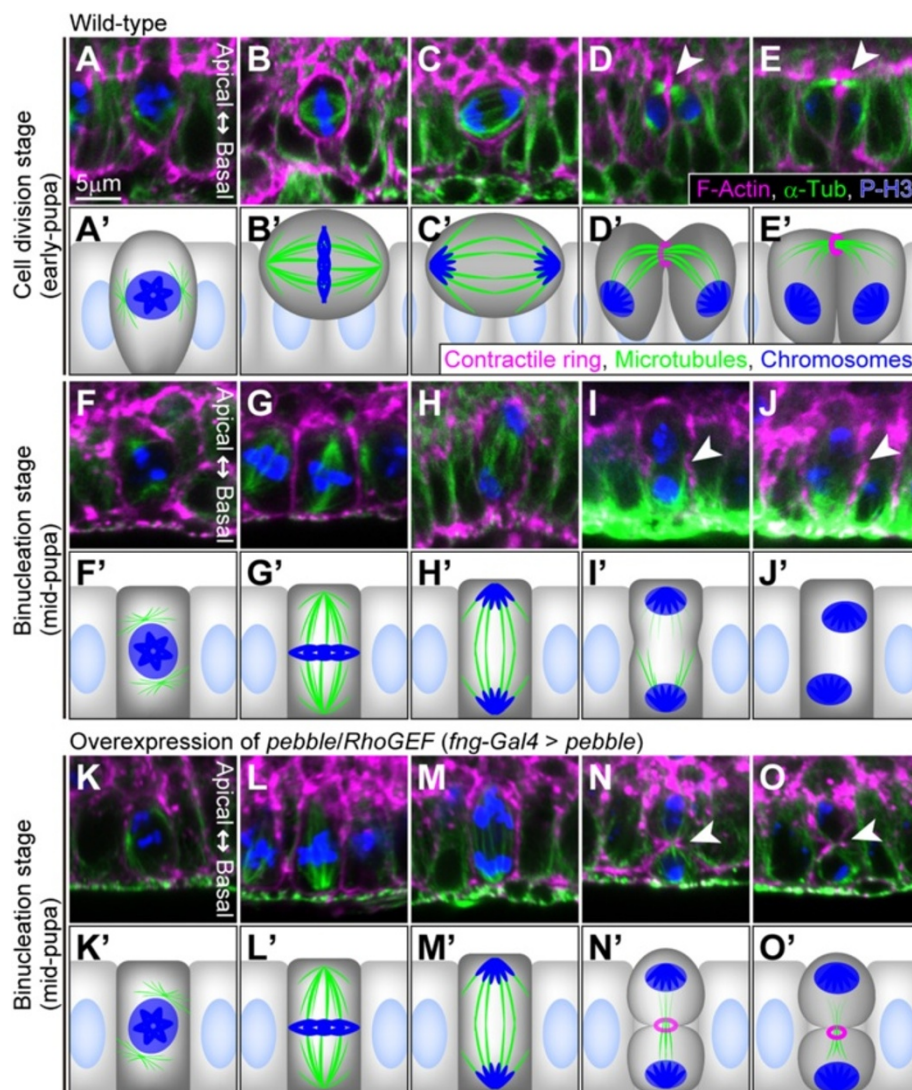 Wild-type
Cell division stage
(early-pupa)
A
Apical ↔ Basal
B
C
D
E
5μm
F-Actin, α-Tub, P-H3
A’
B’
C’
D’
E’
Contractile ring, Microtubules, Chromosomes
Binucleation stage
(mid-pupa)
F
Apical ↔ Basal
G
H
I
J
F’
G’
H’
I’
J’
Overexpression of pebble/RhoGEF (fng-Gal4 > pebble)
Binucleation stage
(mid-pupa)
K
Apical ↔ Basal
L
M
N
O
K’
L’
M’
N’
O’